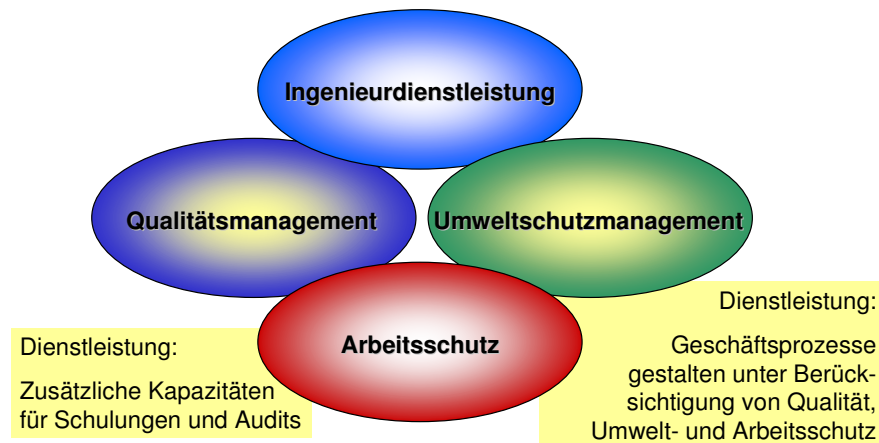 Ingenieurdienstleistung
Qualitätsmanagement
Umweltschutzmanagement
Arbeitsschutz
Dienstleistung:
Zusätzliche Kapazitäten
für Schulungen und Audits
Dienstleistung:
Geschäftsprozesse
gestalten unter Berück-
sichtigung von Qualität,
Umwelt- und Arbeitsschutz